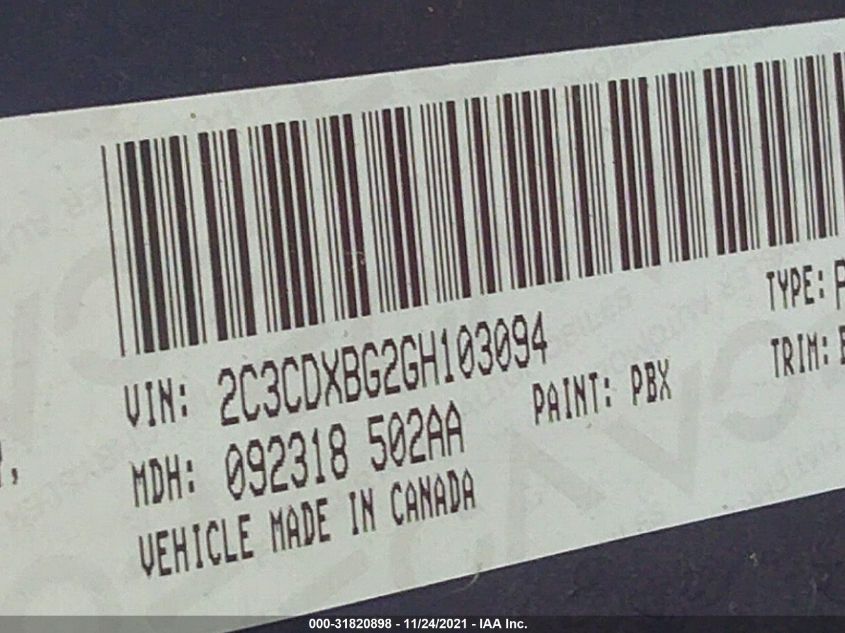 VIN: 2C3CDXBG2GH103094
TYPE:
MDH: 092318 502AA
PAINT: PBX
TRIM:
VEHICLE MADE IN CANADA
000-31820898 - 11/24/2021 - IAA Inc.